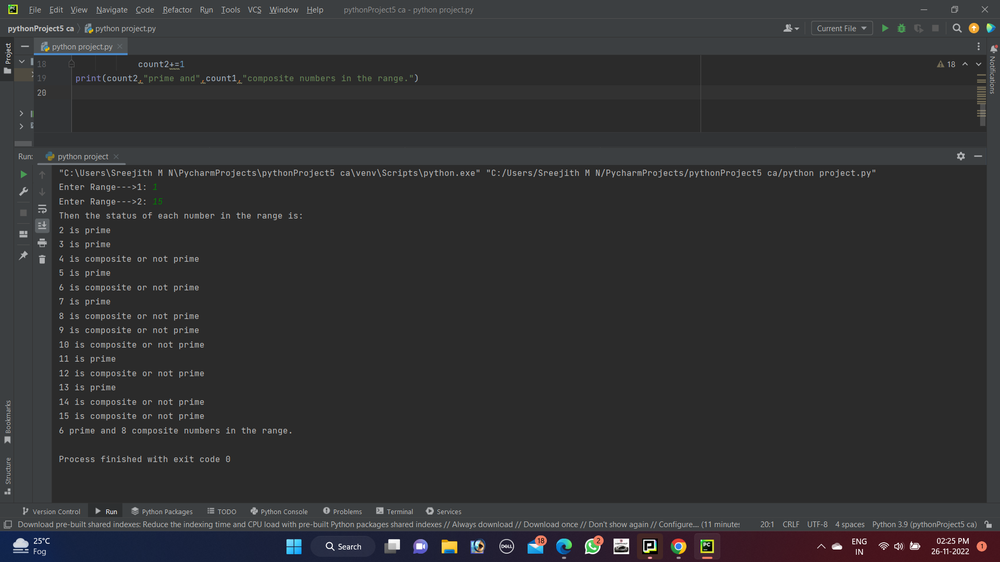 File Edit View Navigate Code Refactor Run Tools VCS Window Help pythonProject5 ca - python project.py
pythonProject5 ca python project.py Current File
Project
python project.py
Notifications
18 count2+=1 18
19 print(count2,"prime and",count1,"composite numbers in the range.")
20
Run: python project
"C:\Users\Sreejith M N\PycharmProjects\pythonProject5 ca\venv\Scripts\python.exe" "C:/Users/Sreejith M N/PycharmProjects/pythonProject5 ca/python project.py"
Enter Range--->1: 1
Enter Range--->2: 15
Then the status of each number in the range is:
2 is prime
3 is prime
4 is composite or not prime
5 is prime
6 is composite or not prime
7 is prime
8 is composite or not prime
9 is composite or not prime
10 is composite or not prime
11 is prime
12 is composite or not prime
13 is prime
14 is composite or not prime
15 is composite or not prime
6 prime and 8 composite numbers in the range.
Process finished with exit code 0
Bookmarks
Structure
Version Control Run Python Packages TODO Python Console Problems Terminal Services
Download pre-built shared indexes: Reduce the indexing time and CPU load with pre-built Python packages shared indexes // Always download // Download once // Don't show again // Configure.... (11 minutes 20:1 CRLF UTF-8 4 spaces Python 3.9 (pythonProject5 ca)
25°C
Fog
Search
DELL
18
2
PC
ENG
IN
02:25 PM
26-11-2022
1